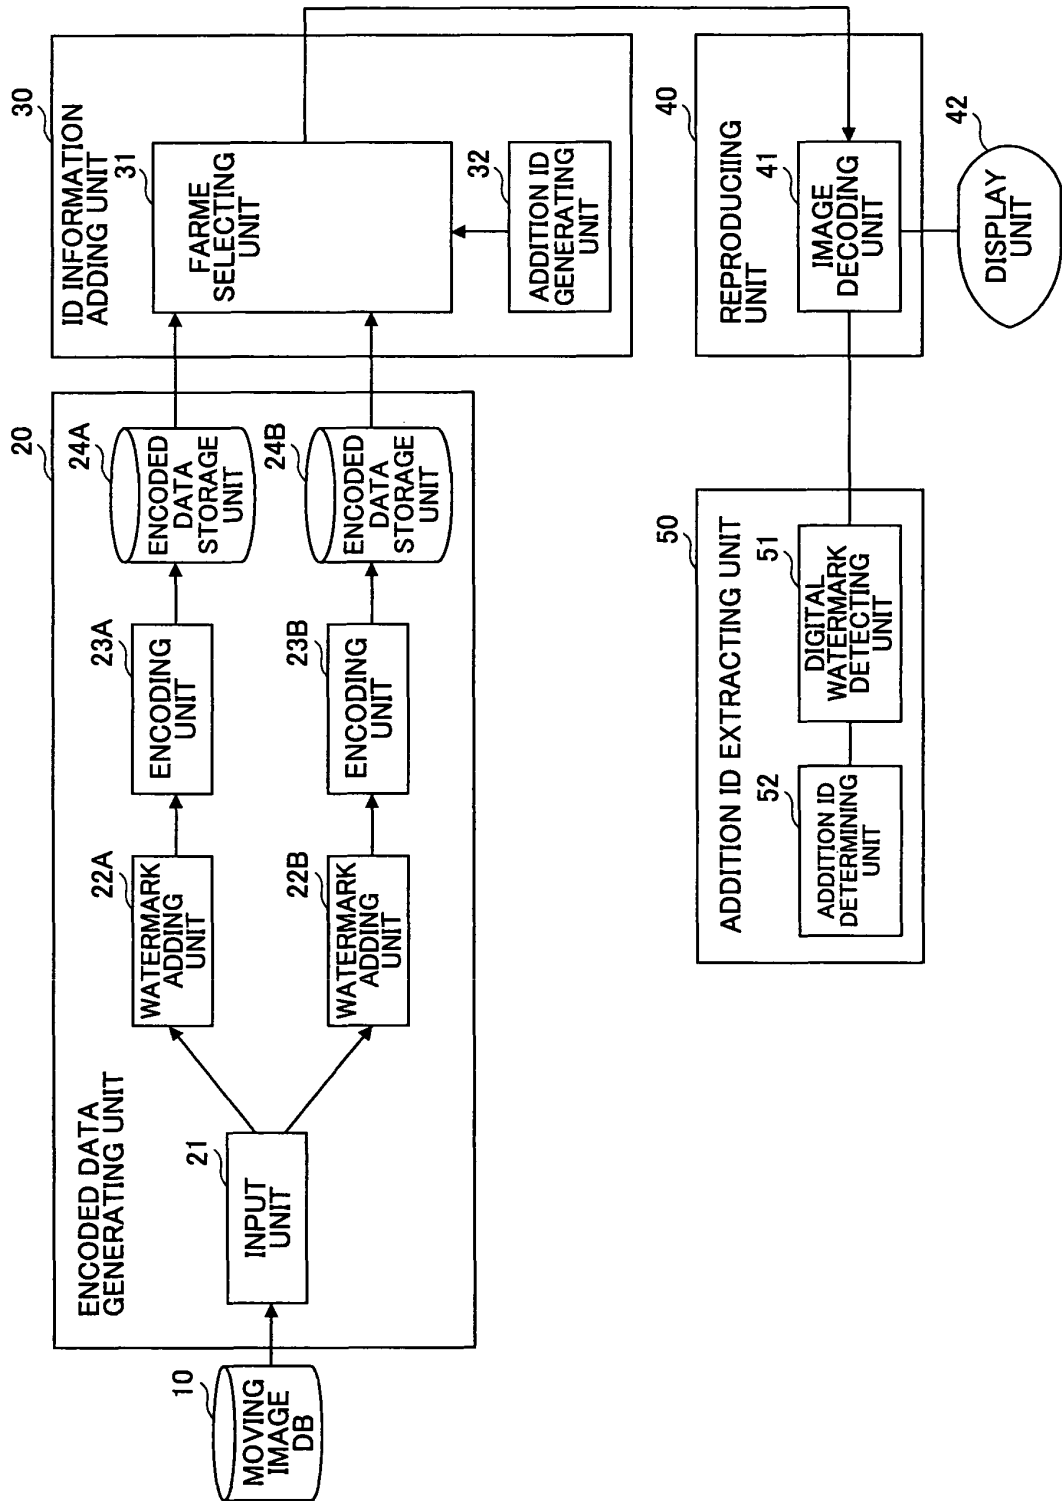 10
MOVING
IMAGE
DB
20
ENCODED DATA
GENERATING UNIT
21
INPUT
UNIT
22A
WATERMARK
ADDING
UNIT
23A
ENCODING
UNIT
24A
ENCODED
DATA
STORAGE
UNIT
22B
WATERMARK
ADDING
UNIT
23B
ENCODING
UNIT
24B
ENCODED
DATA
STORAGE
UNIT
30
ID INFORMATION
ADDING UNIT
31
FARME
SELECTING
UNIT
32
ADDITION ID
GENERATING
UNIT
40
REPRODUCIING
UNIT
41
IMAGE
DECODING
UNIT
42
DISPLAY
UNIT
50
ADDITION ID EXTRACTING UNIT
51
DIGITAL
WATERMARK
DETECTING
UNIT
52
ADDITION ID
DETERMINING
UNIT